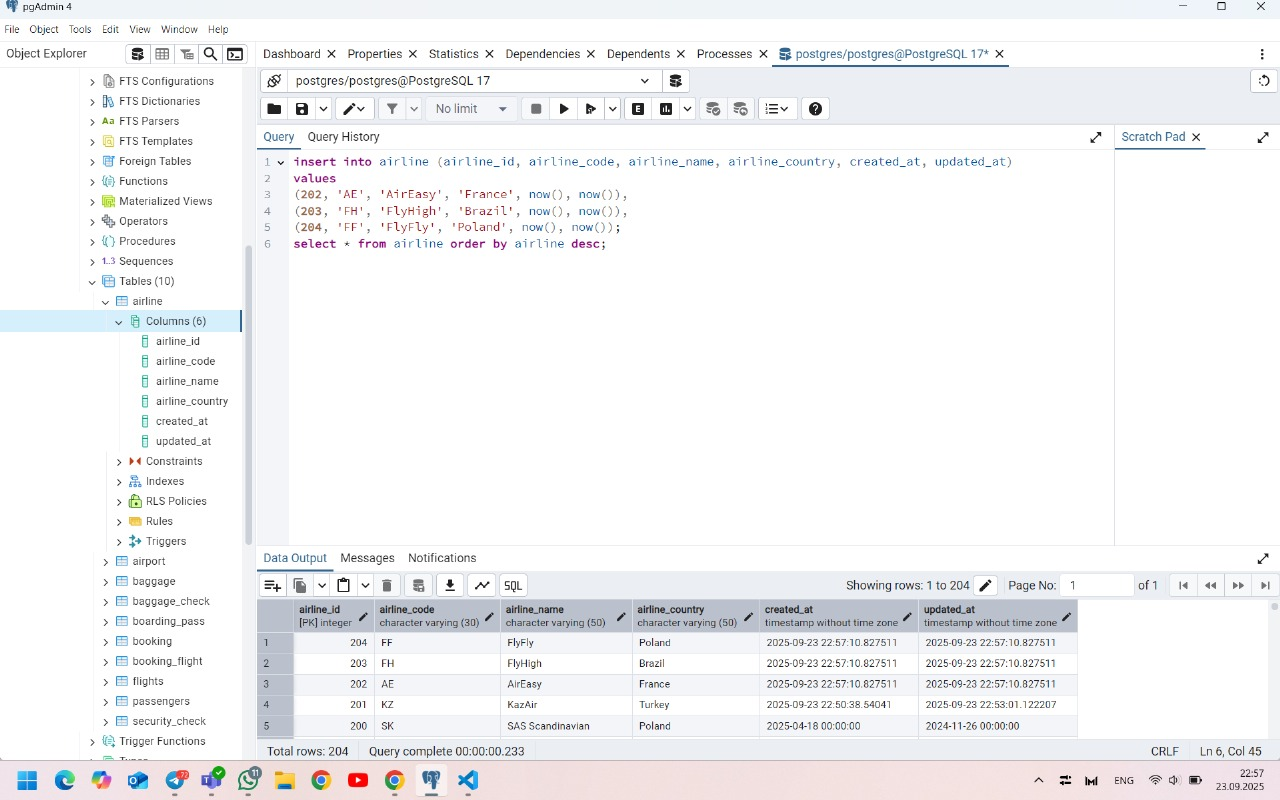 pgAdmin 4
File Object Tools Edit View Window Help
Object Explorer
FTS Configurations
FTS Dictionaries
Aa FTS Parsers
FTS Templates
Foreign Tables
Functions
Materialized Views
Operators
Procedures
1..3 Sequences
Tables (10)
airline
Columns (6)
airline_id
airline_code
airline_name
airline_country
created_at
updated_at
Constraints
Indexes
RLS Policies
Rules
Triggers
airport
baggage
baggage_check
boarding_pass
booking
booking_flight
flights
passengers
security_check
Trigger Functions
Dashboard Properties Statistics Dependencies Dependents Processes postgres/postgres@PostgreSQL 17*
postgres/postgres@PostgreSQL 17
No limit E
Query Query History
Scratch Pad
1 insert into airline (airline_id, airline_code, airline_name, airline_country, created_at, updated_at)
2 values
3 (202, 'AE', 'AirEasy', 'France', now(), now()),
4 (203, 'FH', 'FlyHigh', 'Brazil', now(), now()),
5 (204, 'FF', 'FlyFly', 'Poland', now(), now());
6 select * from airline order by airline desc;
Data Output Messages Notifications
SQL Showing rows: 1 to 204 Page No: 1 of 1
airline_id airline_code airline_name airline_country created_at updated_at
[PK] integer character varying (30) character varying (50) character varying (50) timestamp without time zone timestamp without time zone
1 204 FF FlyFly Poland 2025-09-23 22:57:10.827511 2025-09-23 22:57:10.827511
2 203 FH FlyHigh Brazil 2025-09-23 22:57:10.827511 2025-09-23 22:57:10.827511
3 202 AE AirEasy France 2025-09-23 22:57:10.827511 2025-09-23 22:57:10.827511
4 201 KZ KazAir Turkey 2025-09-23 22:50:38.54041 2025-09-23 22:53:01.122207
5 200 SK SAS Scandinavian Poland 2025-04-18 00:00:00 2024-11-26 00:00:00
Total rows: 204 Query complete 00:00:00.233 CRLF Ln 6, Col 45
72 11 ENG 22:57
23.09.2025